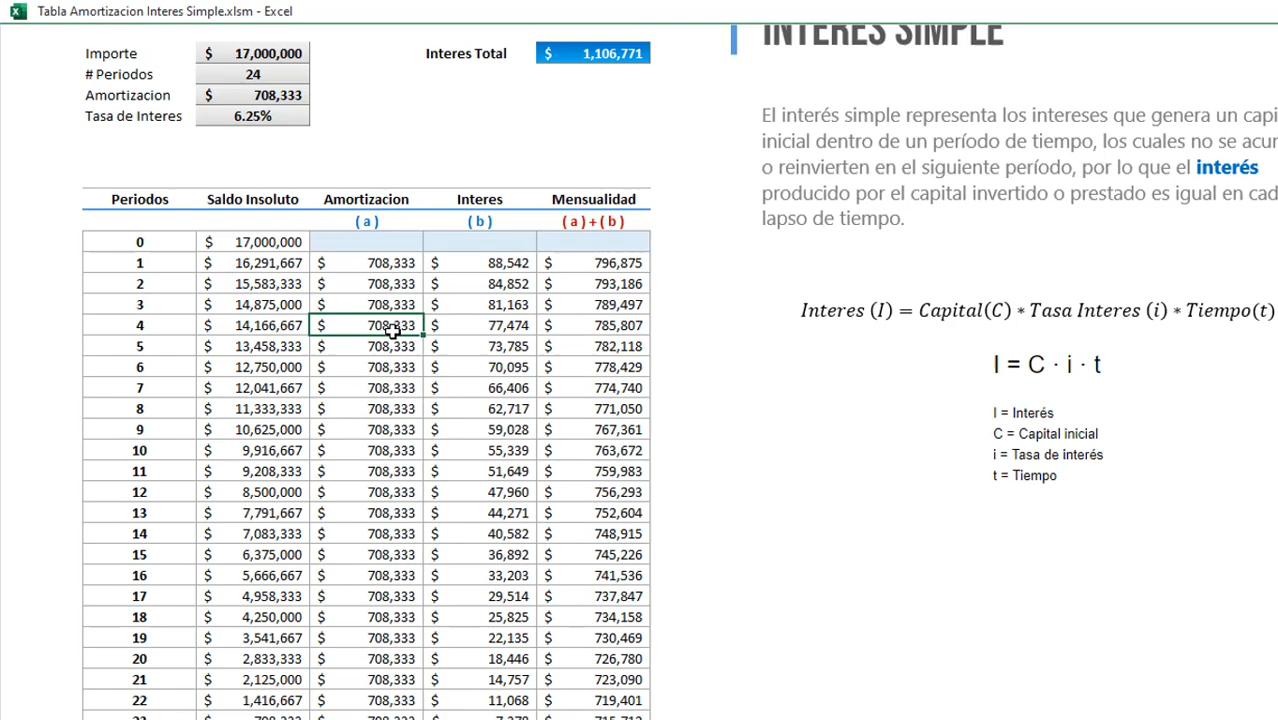 Tabla Amortizacion Interes Simple.xlsm - Excel
Importe $ 17,000,000 Interes Total $ 1,106,771
# Periodos 24
Amortizacion $ 708,333
Tasa de Interes 6.25%
INTERES SIMPLE
El interés simple representa los intereses que genera un capi
inicial dentro de un período de tiempo, los cuales no se acur
o reinvierten en el siguiente período, por lo que el interés
producido por el capital invertido o prestado es igual en cad
lapso de tiempo.
Interes (I) = Capital(C) * Tasa Interes (i) * Tiempo(t)
I = C · i · t
I = Interés
C = Capital inicial
i = Tasa de interés
t = Tiempo
Periodos Saldo Insoluto Amortizacion Interes Mensualidad
( a ) ( b ) ( a ) + ( b )
0 $ 17,000,000
1 $ 16,291,667 $ 708,333 $ 88,542 $ 796,875
2 $ 15,583,333 $ 708,333 $ 84,852 $ 793,186
3 $ 14,875,000 $ 708,333 $ 81,163 $ 789,497
4 $ 14,166,667 $ 708,333 $ 77,474 $ 785,807
5 $ 13,458,333 $ 708,333 $ 73,785 $ 782,118
6 $ 12,750,000 $ 708,333 $ 70,095 $ 778,429
7 $ 12,041,667 $ 708,333 $ 66,406 $ 774,740
8 $ 11,333,333 $ 708,333 $ 62,717 $ 771,050
9 $ 10,625,000 $ 708,333 $ 59,028 $ 767,361
10 $ 9,916,667 $ 708,333 $ 55,339 $ 763,672
11 $ 9,208,333 $ 708,333 $ 51,649 $ 759,983
12 $ 8,500,000 $ 708,333 $ 47,960 $ 756,293
13 $ 7,791,667 $ 708,333 $ 44,271 $ 752,604
14 $ 7,083,333 $ 708,333 $ 40,582 $ 748,915
15 $ 6,375,000 $ 708,333 $ 36,892 $ 745,226
16 $ 5,666,667 $ 708,333 $ 33,203 $ 741,536
17 $ 4,958,333 $ 708,333 $ 29,514 $ 737,847
18 $ 4,250,000 $ 708,333 $ 25,825 $ 734,158
19 $ 3,541,667 $ 708,333 $ 22,135 $ 730,469
20 $ 2,833,333 $ 708,333 $ 18,446 $ 726,780
21 $ 2,125,000 $ 708,333 $ 14,757 $ 723,090
22 $ 1,416,667 $ 708,333 $ 11,068 $ 719,401